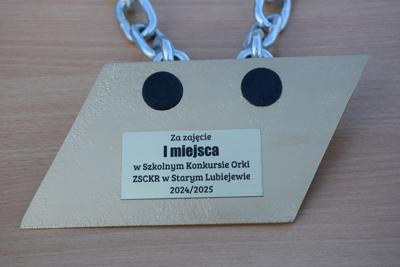 Za zajęcie
I miejsca
w Szkolnym Konkursie Orki
ZSCKR w Starym Lubiejewie
2024/2025